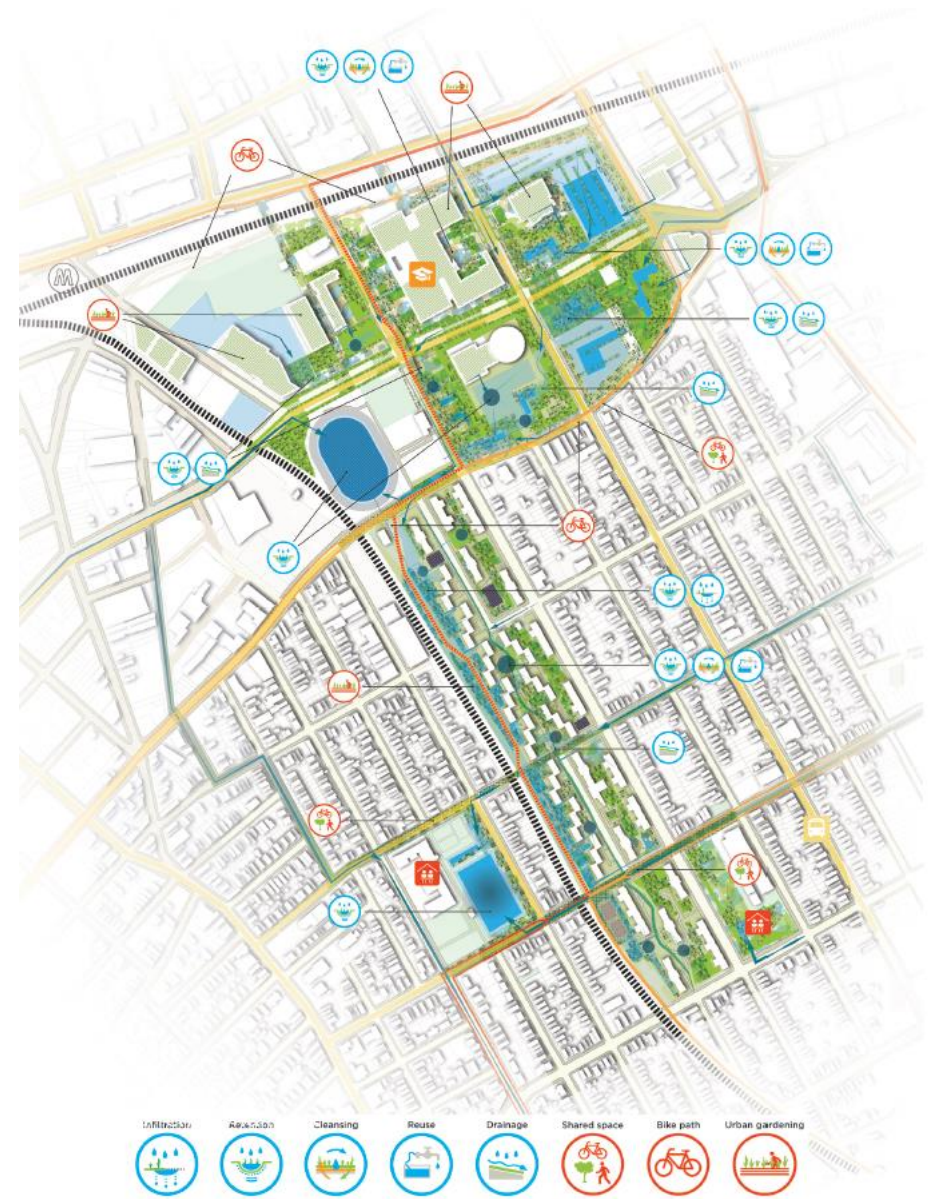 Infiltration
Retention
Cleansing
Reuse
Drainage
Shared space
Bike path
Urban gardening